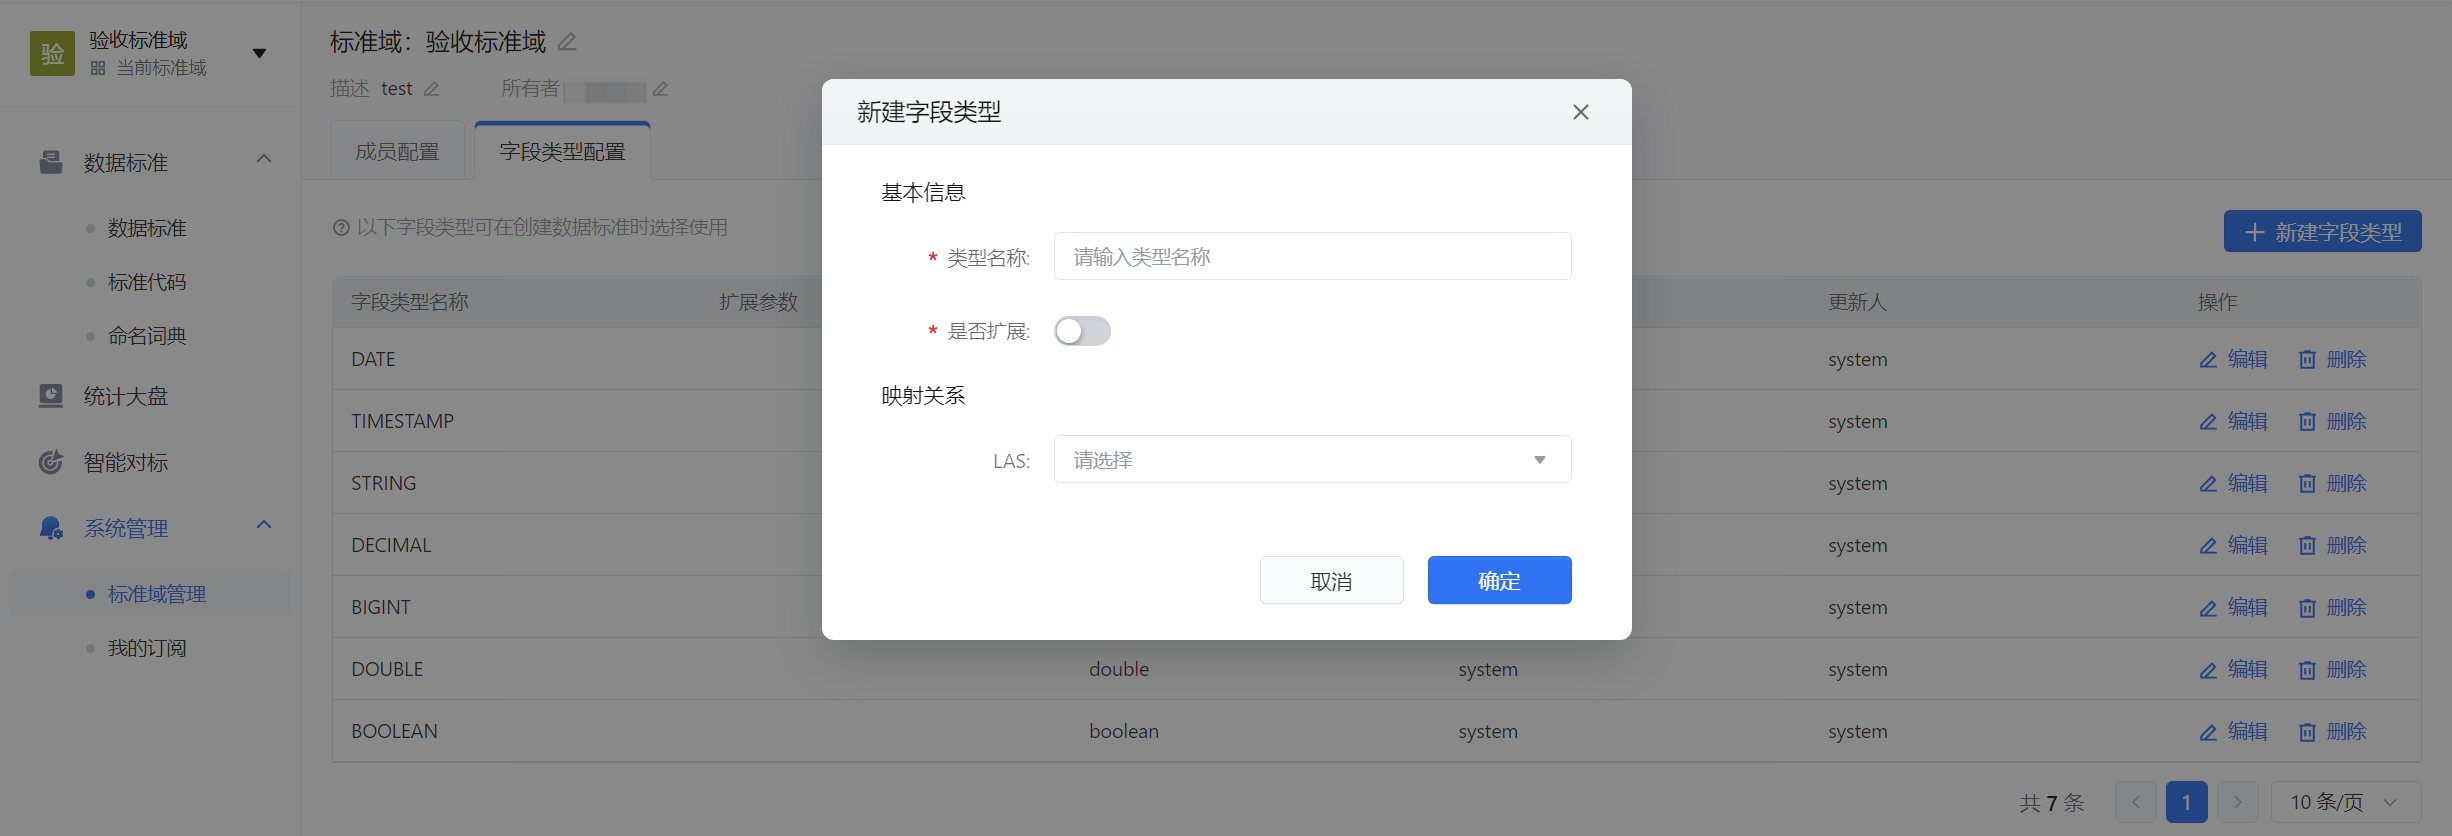 验
验收标准域
当前标准域
数据标准
数据标准
标准代码
命名词典
统计大盘
智能对标
系统管理
标准域管理
我的订阅
标准域：验收标准域
描述 test 所有者
成员配置 字段类型配置
以下字段类型可在创建数据标准时选择使用
新建字段类型
字段类型名称 扩展参数 更新人 操作
DATE system 编辑 删除
TIMESTAMP system 编辑 删除
STRING system 编辑 删除
DECIMAL system 编辑 删除
BIGINT system 编辑 删除
DOUBLE double system system 编辑 删除
BOOLEAN boolean system system 编辑 删除
共 7 条 1 10 条/页
新建字段类型
基本信息
* 类型名称: 请输入类型名称
* 是否扩展:
映射关系
LAS: 请选择
取消 确定